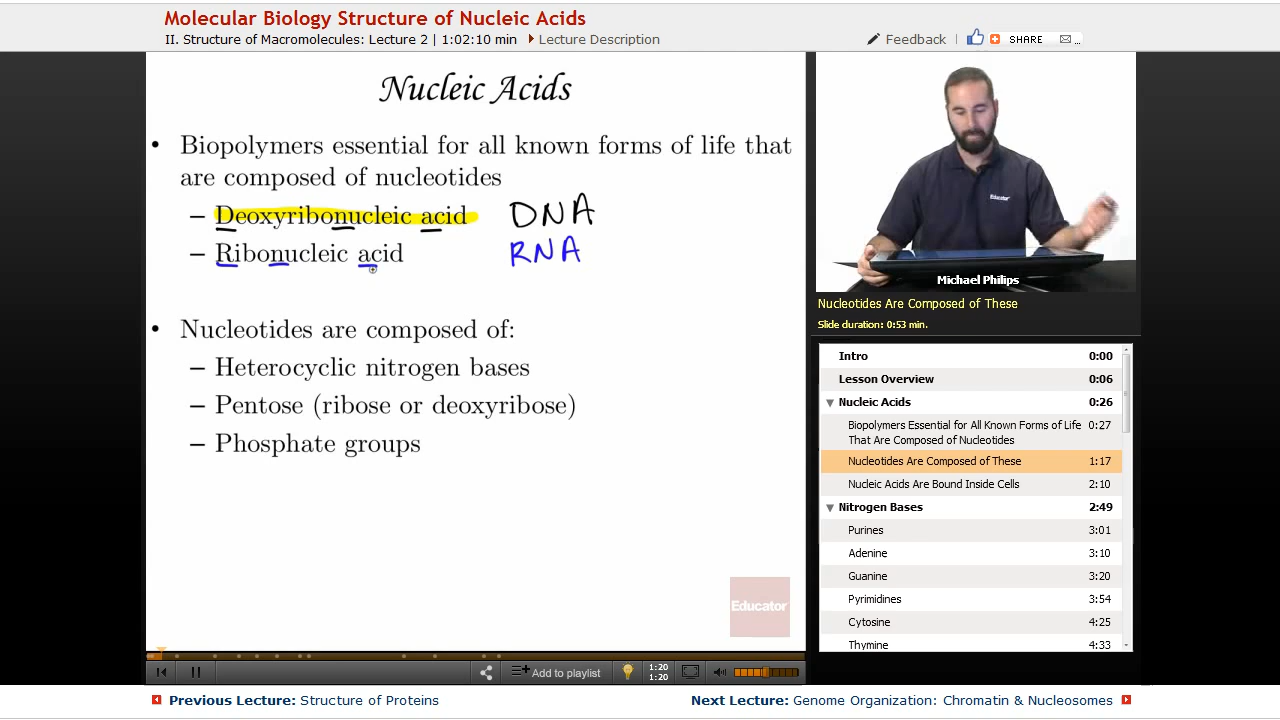 Molecular Biology Structure of Nucleic Acids
II. Structure of Macromolecules: Lecture 2 | 1:02:10 min Lecture Description
Feedback
SHARE
...
Nucleic Acids
• Biopolymers essential for all known forms of life that
are composed of nucleotides
– Deoxyribonucleic acid DNA
– Ribonucleic acid RNA
• Nucleotides are composed of:
– Heterocyclic nitrogen bases
– Pentose (ribose or deoxyribose)
– Phosphate groups
Educator
Educator
Michael Philips
Nucleotides Are Composed of These
Slide duration: 0:53 min.
Intro 0:00
Lesson Overview 0:06
Nucleic Acids 0:26
Biopolymers Essential for All Known Forms of Life 0:27
That Are Composed of Nucleotides
Nucleotides Are Composed of These 1:17
Nucleic Acids Are Bound Inside Cells 2:10
Nitrogen Bases 2:49
Purines 3:01
Adenine 3:10
Guanine 3:20
Pyrimidines 3:54
Cytosine 4:25
Thymine 4:33
Add to playlist
1:20
1:20
Previous Lecture: Structure of Proteins
Next Lecture: Genome Organization: Chromatin & Nucleosomes